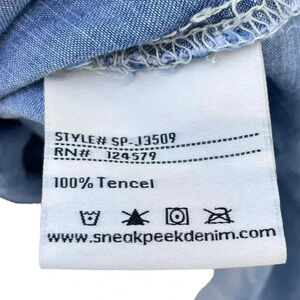 STYLE# SP-J3509
RN# 124579
100% Tencel
www.sneakpeekdenim.com